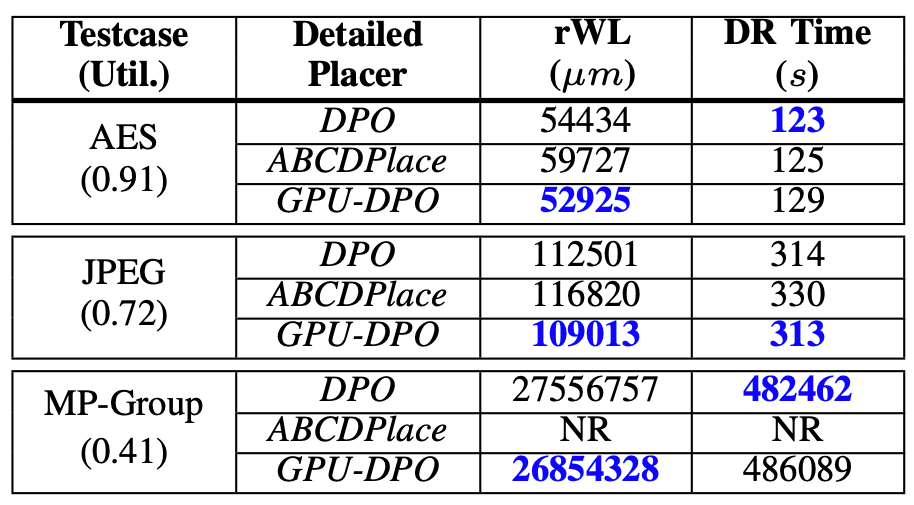 Testcase (Util.) Detailed Placer rWL (μm) DR Time (s)
AES (0.91) DPO 54434 123
ABCDPlace 59727 125
GPU-DPO 52925 129
JPEG (0.72) DPO 112501 314
ABCDPlace 116820 330
GPU-DPO 109013 313
MP-Group (0.41) DPO 27556757 482462
ABCDPlace NR NR
GPU-DPO 26854328 486089